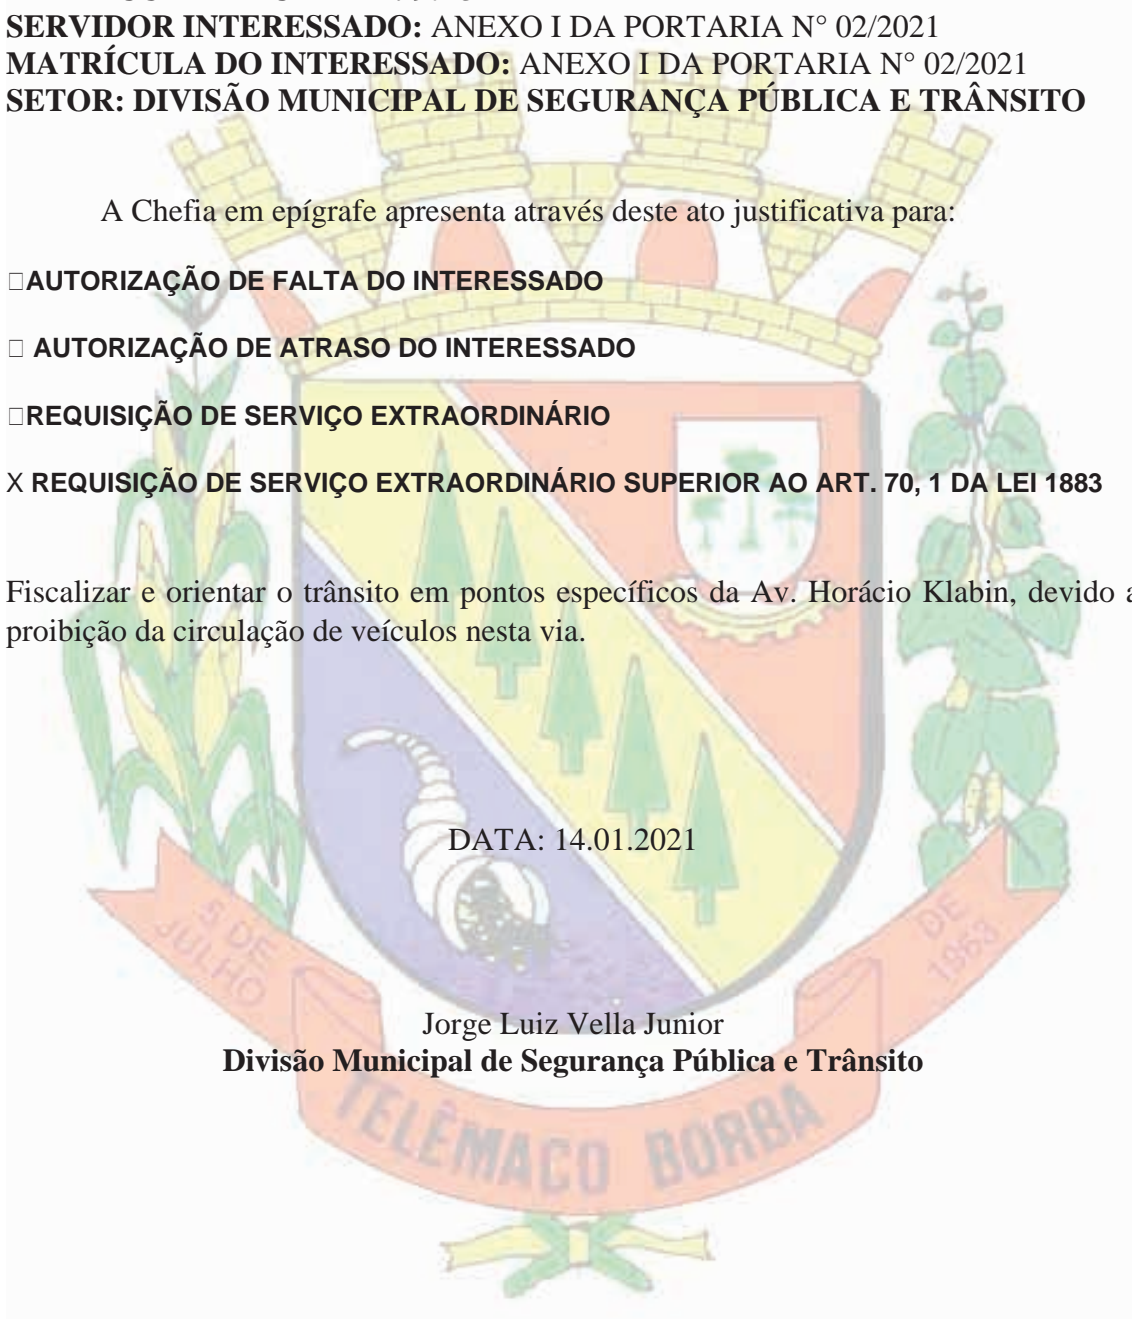 SERVIDOR INTERESSADO: ANEXO I DA PORTARIA N° 02/2021
MATRÍCULA DO INTERESSADO: ANEXO I DA PORTARIA N° 02/2021
SETOR: DIVISÃO MUNICIPAL DE SEGURANÇA PÚBLICA E TRÂNSITO
A Chefia em epígrafe apresenta através deste ato justificativa para:
□AUTORIZAÇÃO DE FALTA DO INTERESSADO
□ AUTORIZAÇÃO DE ATRASO DO INTERESSADO
□REQUISIÇÃO DE SERVIÇO EXTRAORDINÁRIO
X REQUISIÇÃO DE SERVIÇO EXTRAORDINÁRIO SUPERIOR AO ART. 70, 1 DA LEI 1883
Fiscalizar e orientar o trânsito em pontos específicos da Av. Horácio Klabin, devido a
proibição da circulação de veículos nesta via.
DATA: 14.01.2021
5 DE
JULHO
DE
1963
Jorge Luiz Vella Junior
Divisão Municipal de Segurança Pública e Trânsito
TELÊMACO BORBA